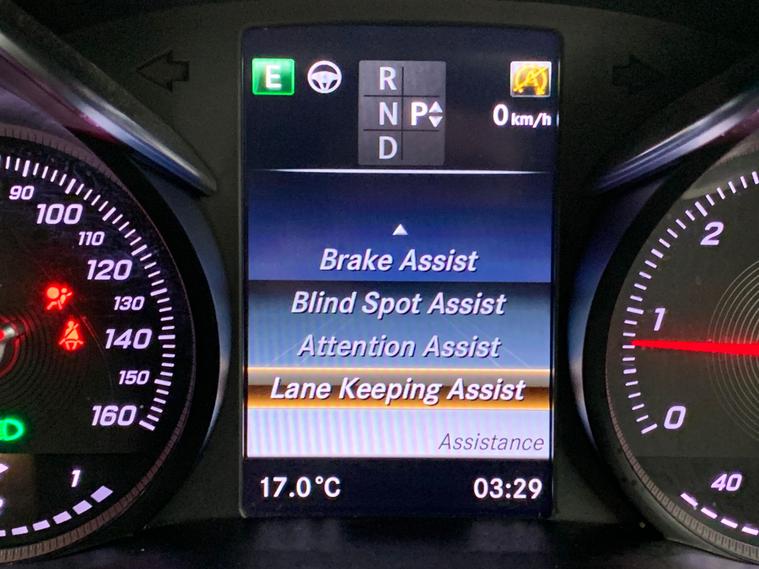 E
R
N P
D
0 km/h
Brake Assist
Blind Spot Assist
Attention Assist
Lane Keeping Assist
Assistance
17.0°C 03:29
90
100
110
120
130
140
150
160
1
2
1
0
40